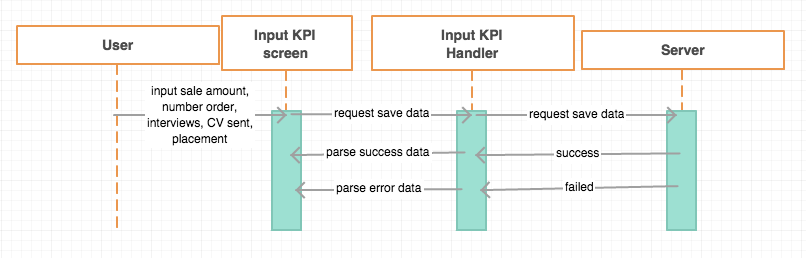 User
Input KPI
screen
Input KPI
Handler
Server
input sale amount,
number order,
interviews, CV sent,
placement
request save data
request save data
parse success data
success
parse error data
failed